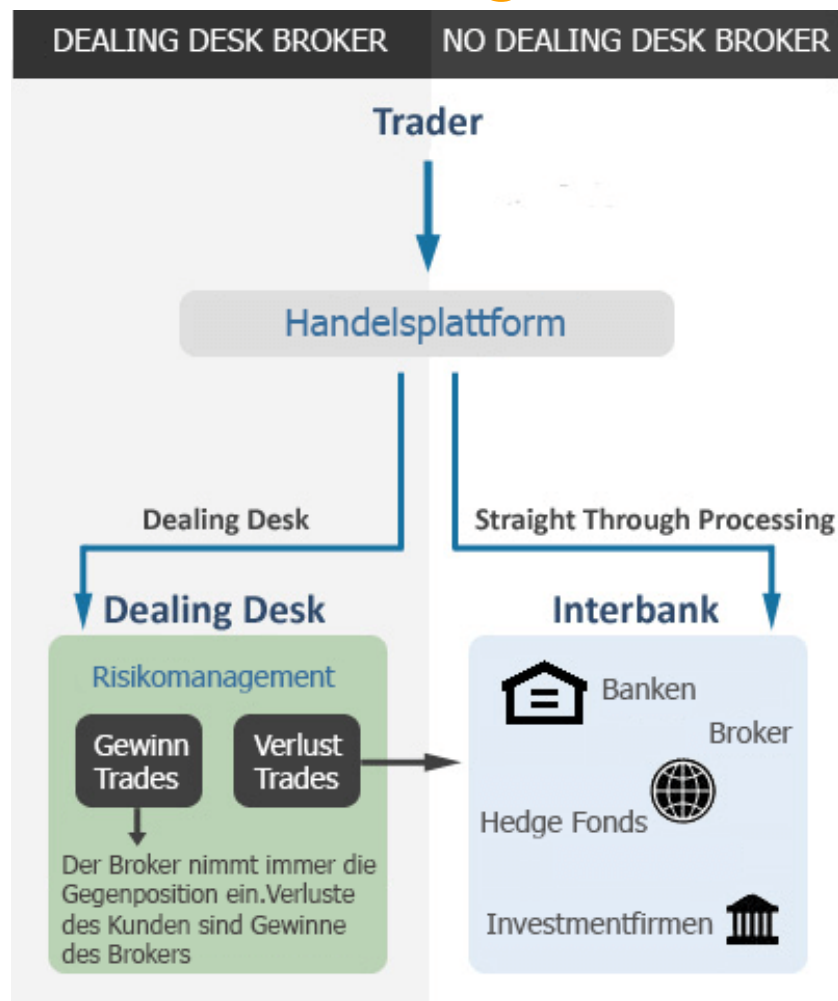 DEALING DESK BROKER
NO DEALING DESK BROKER
Trader
Handelsplattform
Dealing Desk
Straight Through Processing
Dealing Desk
Risikomanagement
Gewinn
Trades
Verlust
Trades
Der Broker nimmt immer die
Gegenposition ein.Verluste
des Kunden sind Gewinne
des Brokers
Interbank
Banken
Broker
Hedge Fonds
Investmentfirmen